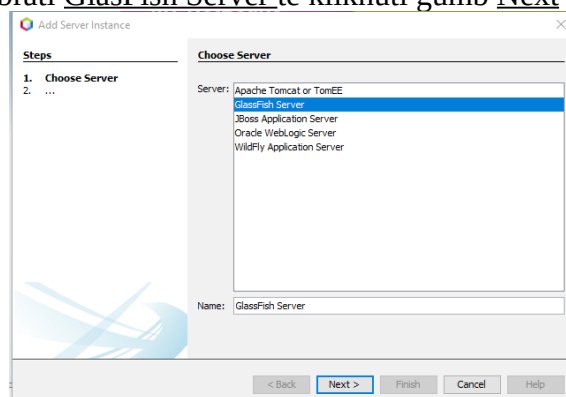 GlasFish Server te kliknuti gumb Next
Add Server Instance
Steps
1. Choose Server
2. ...
Choose Server
Server:
Apache Tomcat or TomEE
GlassFish Server
JBoss Application Server
Oracle WebLogic Server
WildFly Application Server
Name: GlassFish Server
< Back
Next >
Finish
Cancel
Help